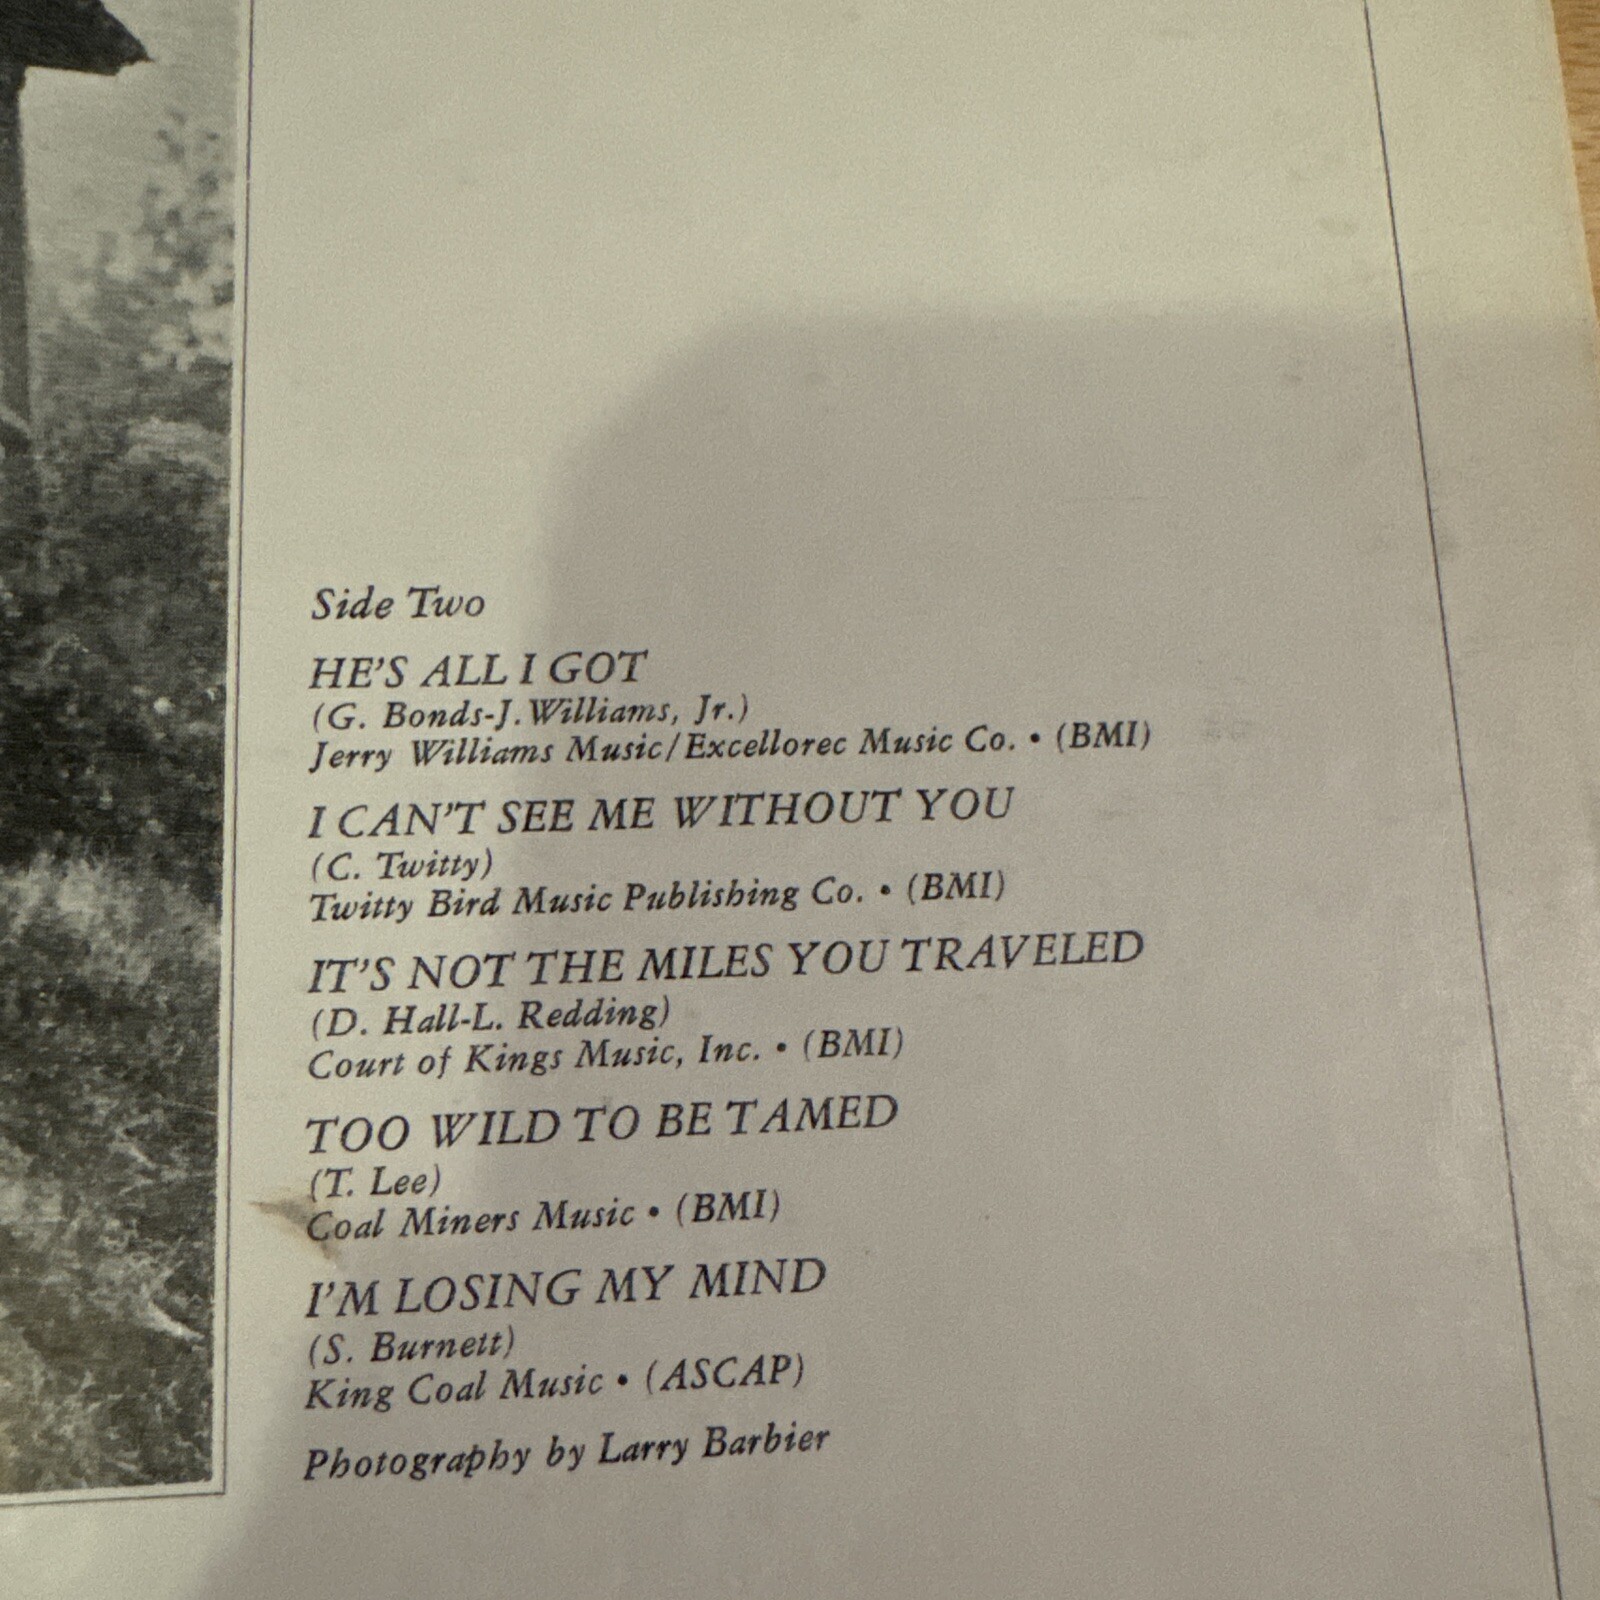 Side Two
HE'S ALL I GOT
(G. Bonds-J. Williams, Jr.)
Jerry Williams Music/Excellorec Music Co. • (BMI)
I CAN'T SEE ME WITHOUT YOU
(C. Twitty)
Twitty Bird Music Publishing Co. • (BMI)
IT'S NOT THE MILES YOU TRAVELED
(D. Hall-L. Redding)
Court of Kings Music, Inc. • (BMI)
TOO WILD TO BE TAMED
(T. Lee)
Coal Miners Music • (BMI)
I'M LOSING MY MIND
(S. Burnett)
King Coal Music • (ASCAP)
Photography by Larry Barbier